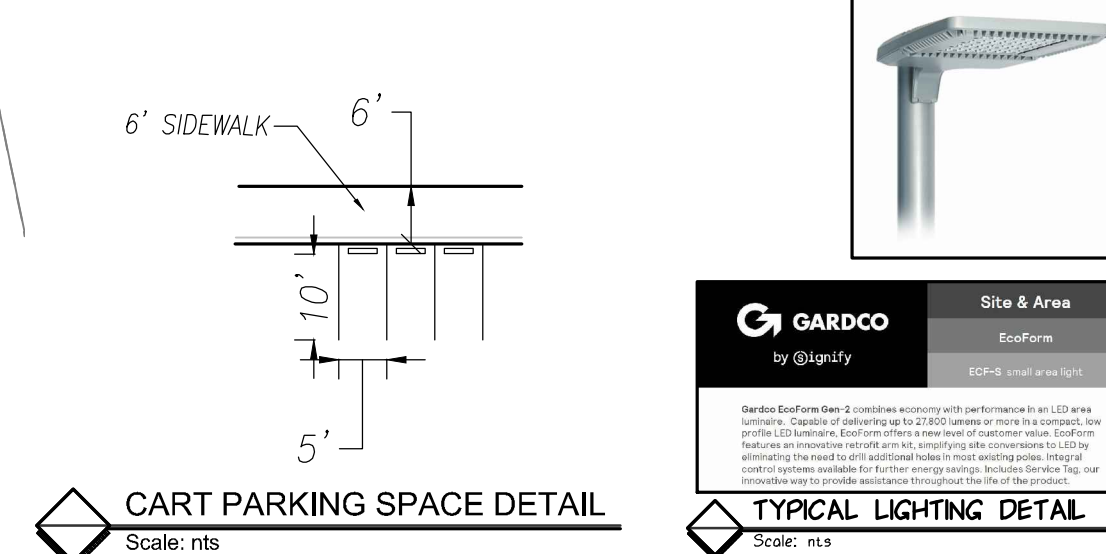 6' SIDEWALK
6'
10'
5'
CART PARKING SPACE DETAIL
Scale: nts
GARDCO
by Signify
Site & Area
EcoForm
ECF-S small area light
Gardco EcoForm Gen-2 combines economy with performance in an LED area
luminaire. Capable of delivering up to 27,800 lumens or more in a compact, low
profile LED luminaire, EcoForm offers a new level of customer value. EcoForm
features an innovative retrofit arm kit, simplifying site conversions to LED by
eliminating the need to drill additional holes in most existing poles. Integral
control systems available for further energy savings. Includes Service Tag, our
innovative way to provide assistance throughout the life of the product.
TYPICAL LIGHTING DETAIL
Scale: nts